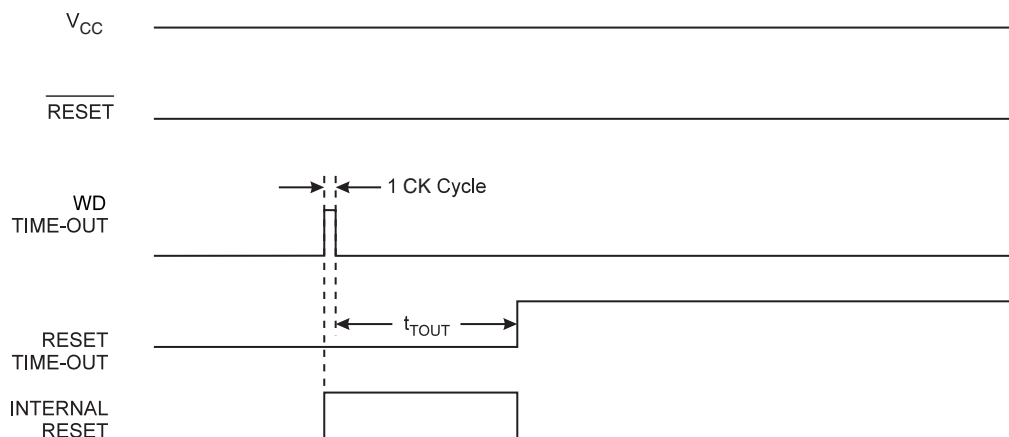 VCC
RESET
1 CK Cycle
WD
TIME-OUT
tTOUT
RESET
TIME-OUT
INTERNAL
RESET